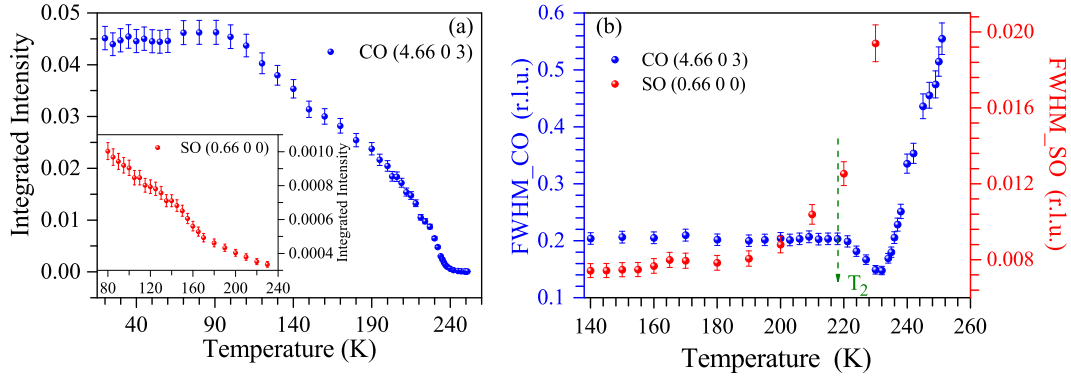 (a)
CO (4.66 0 3)
Integrated Intensity
0.05
0.04
0.03
0.02
0.01
0.00
20 40 70 100 140 190 250
Temperature (K)
SO (0.66 0 0)
Integrated Intensity
0.0010
0.0008
0.0006
0.0004
80 120 160 200 240
(b)
CO (4.66 0 3)
SO (0.66 0 0)
FWHM_CO (r.l.u.)
0.6
0.5
0.4
0.3
0.2
0.1
T2
FWHM_SO (r.l.u.)
0.020
0.016
0.012
0.008
140 160 180 200 220 240 260
Temperature (K)